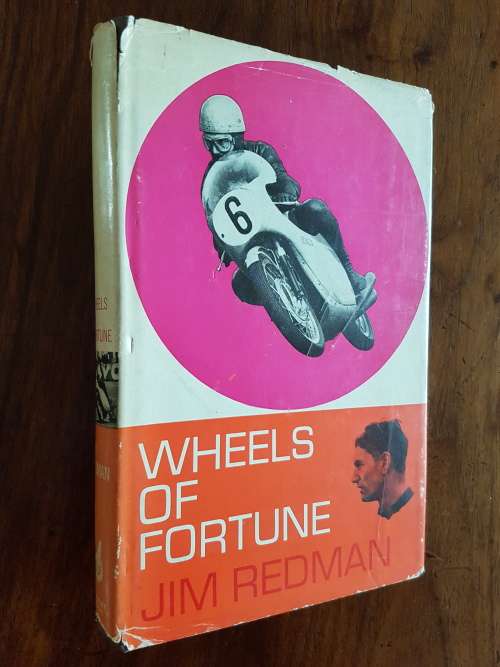 6
WHEELS
OF
FORTUNE
JIM REDMAN